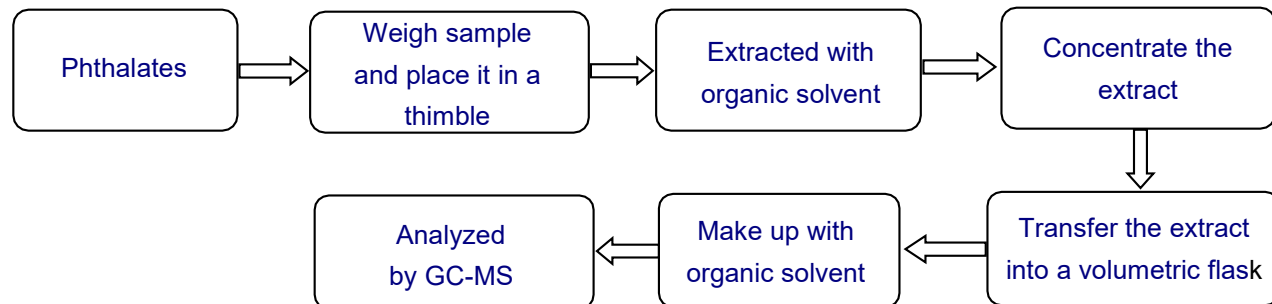 Phthalates
Weigh sample
and place it in a
thimble
Extracted with
organic solvent
Concentrate the
extract
Transfer the extract
into a volumetric flask
Make up with
organic solvent
Analyzed
by GC-MS